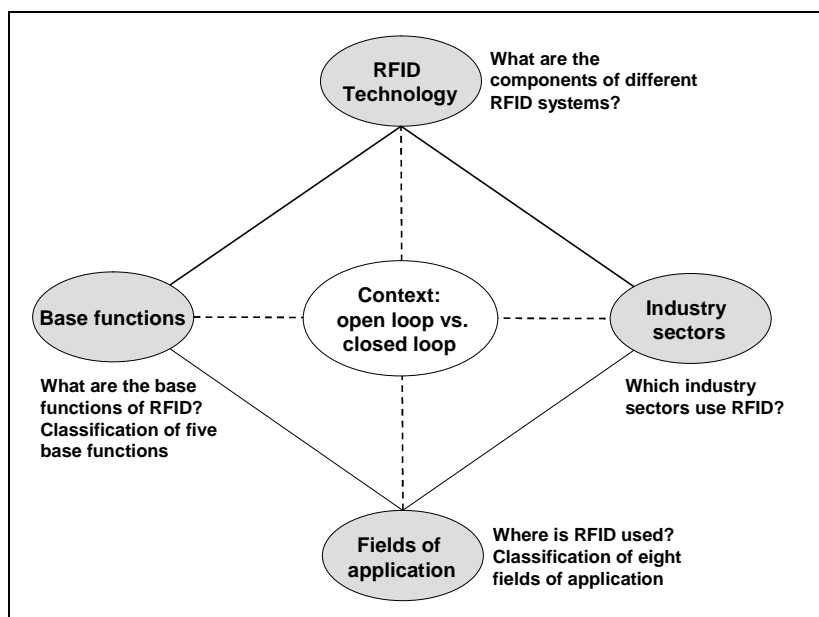 RFID
Technology
What are the
components of different
RFID systems?
Base functions
Context:
open loop vs.
closed loop
Industry
sectors
What are the base
functions of RFID?
Classification of five
base functions
Which industry
sectors use RFID?
Fields of
application
Where is RFID used?
Classification of eight
fields of application